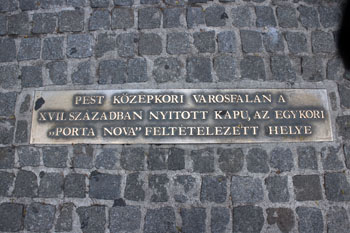 PEST KÖZÉPKORI VÁROSFALÁN A
XVII. SZÁZADBAN NYITOTT KAPU, AZ EGYKORI
„PORTA NOVA” FELTÉTELEZETT HELYE